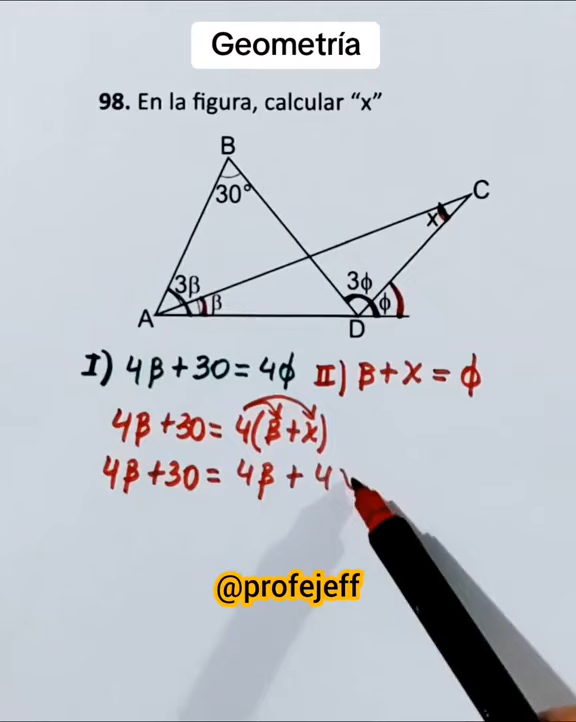 Geometría
98. En la figura, calcular “x”
B
30°
C
x
3β
3ϕ
β
ϕ
A
D
I) 4β+30=4ϕ II) β+x=ϕ
4β+30=4(β+x)
4β+30=4β+4
@profejeff